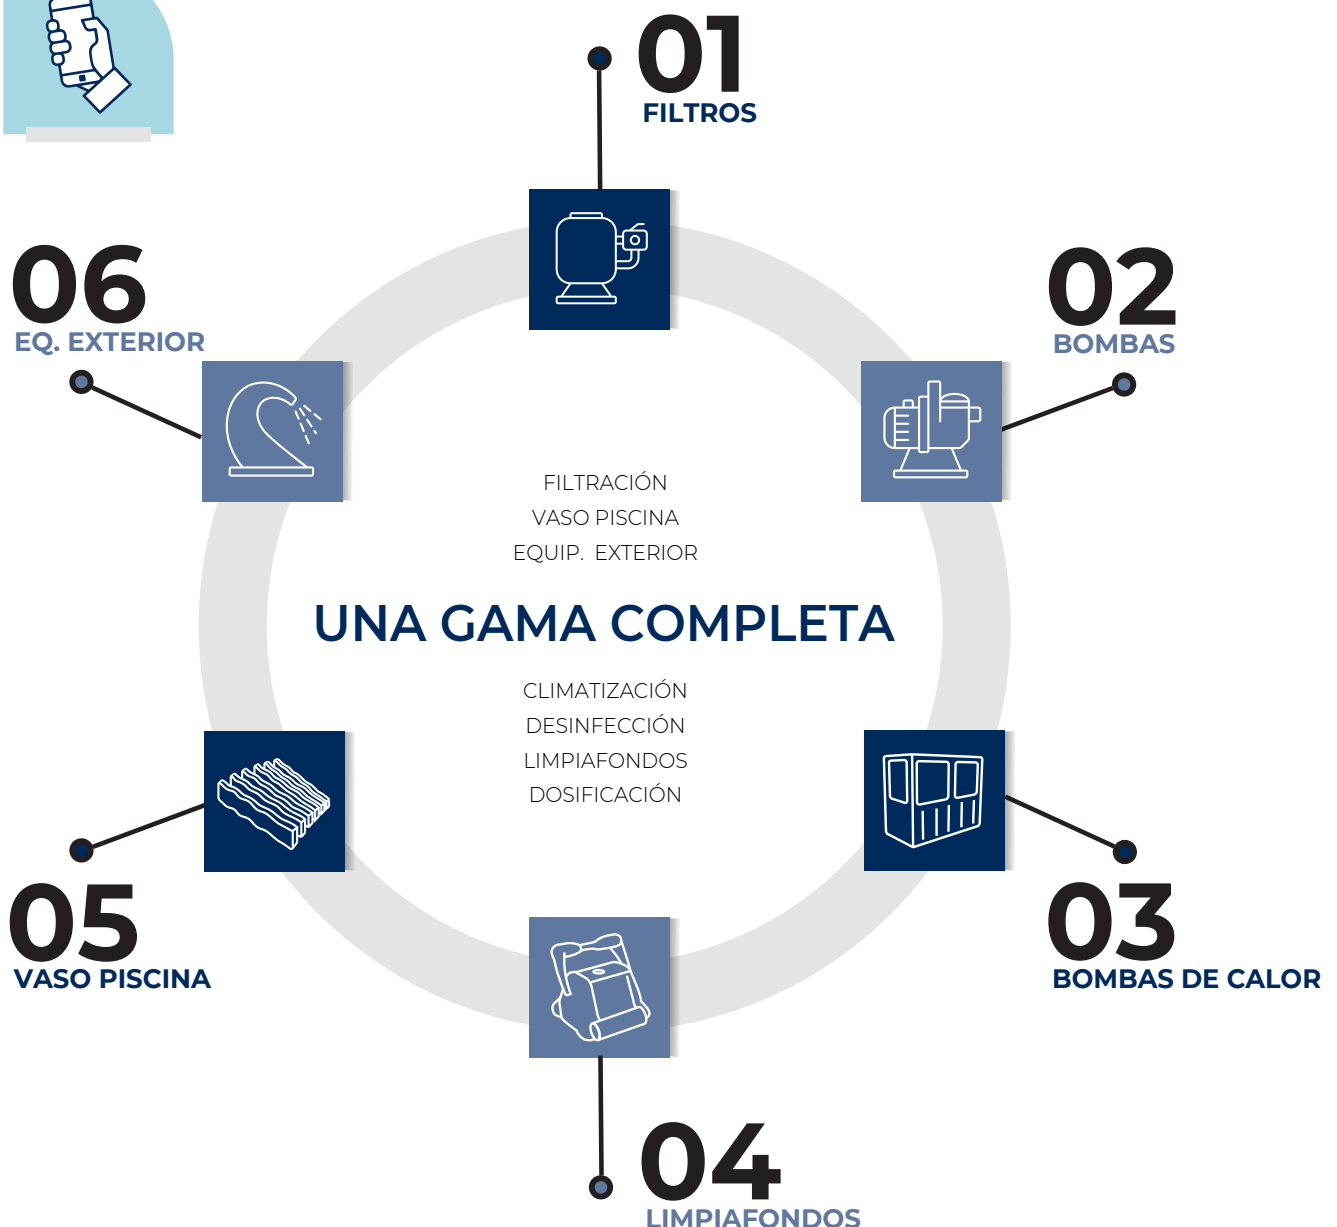 01
FILTROS
02
BOMBAS
03
BOMBAS DE CALOR
04
LIMPIAFONDOS
05
VASO PISCINA
06
EQ. EXTERIOR
FILTRACIÓN
VASO PISCINA
EQUIP. EXTERIOR
UNA GAMA COMPLETA
CLIMATIZACIÓN
DESINFECCIÓN
LIMPIAFONDOS
DOSIFICACIÓN